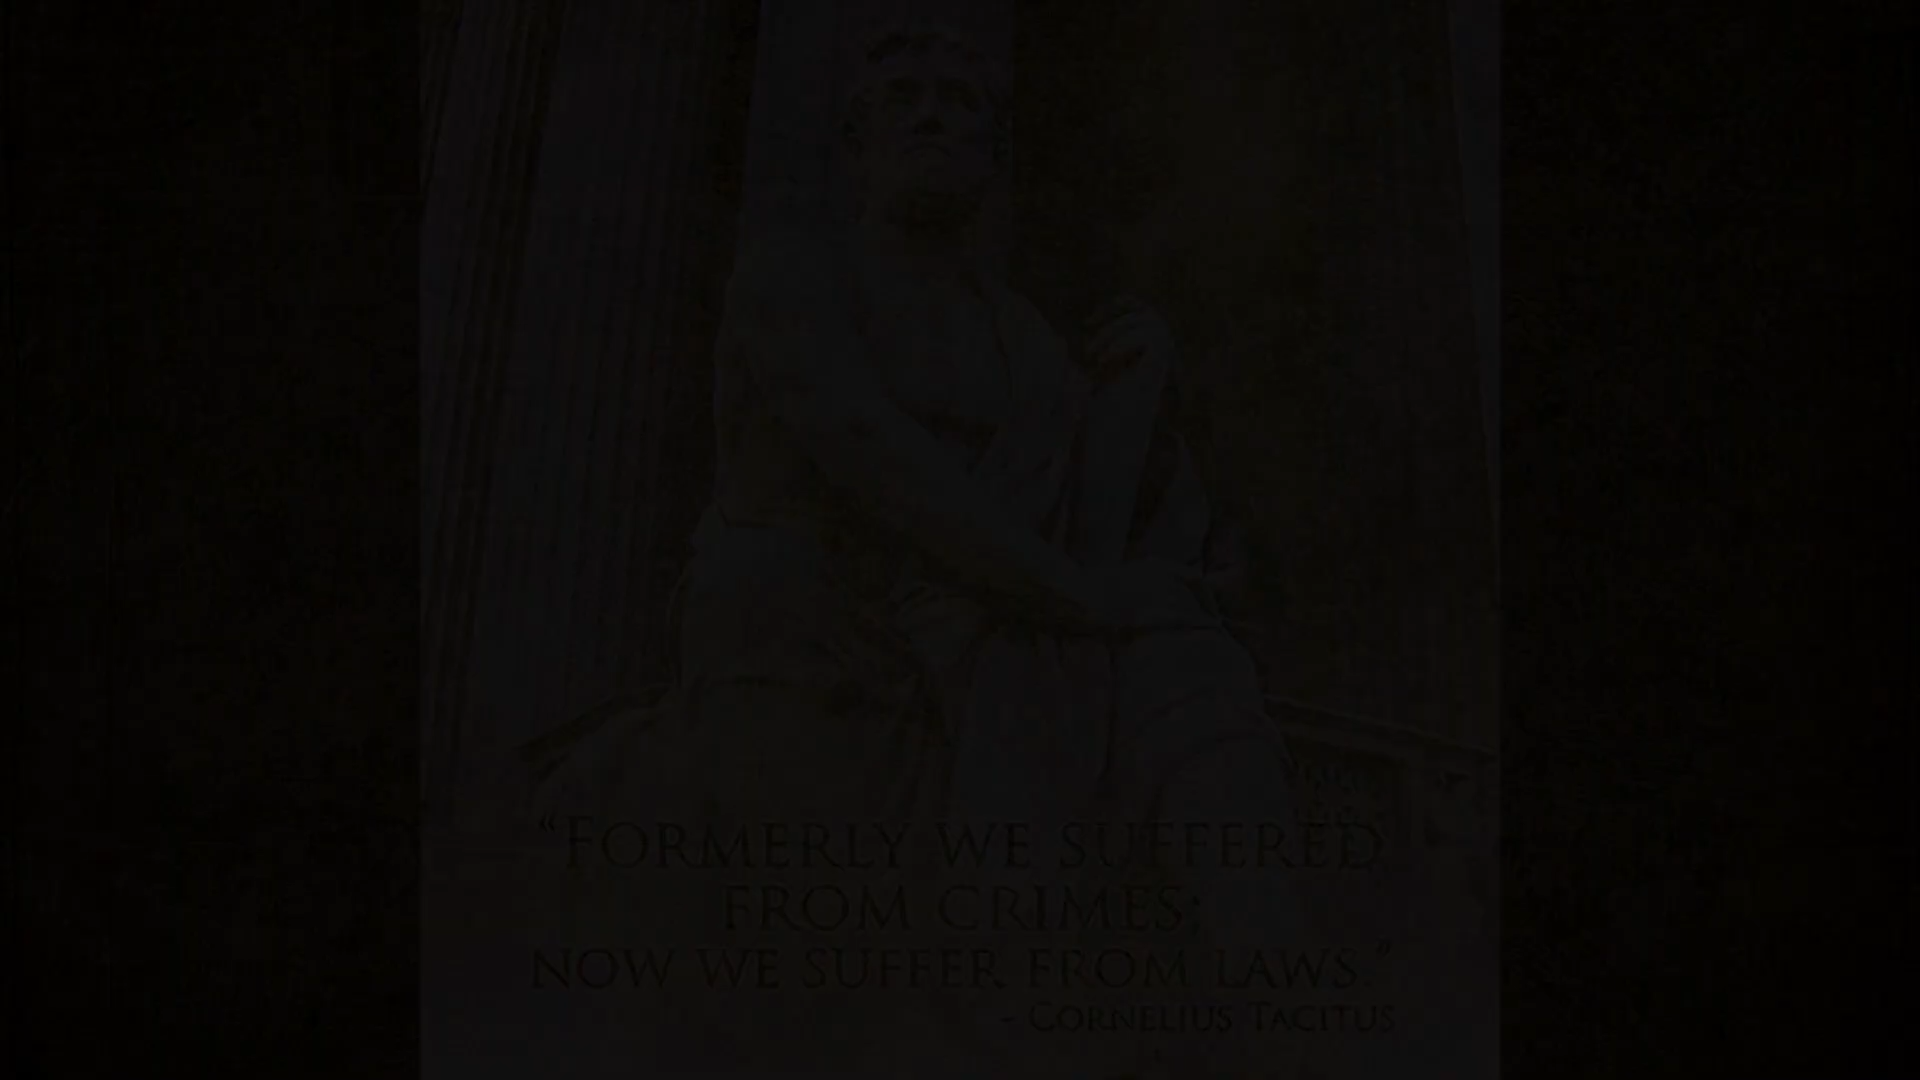 “Formerly we suffered
from crimes;
now we suffer from laws.”
- Cornelius Tacitus